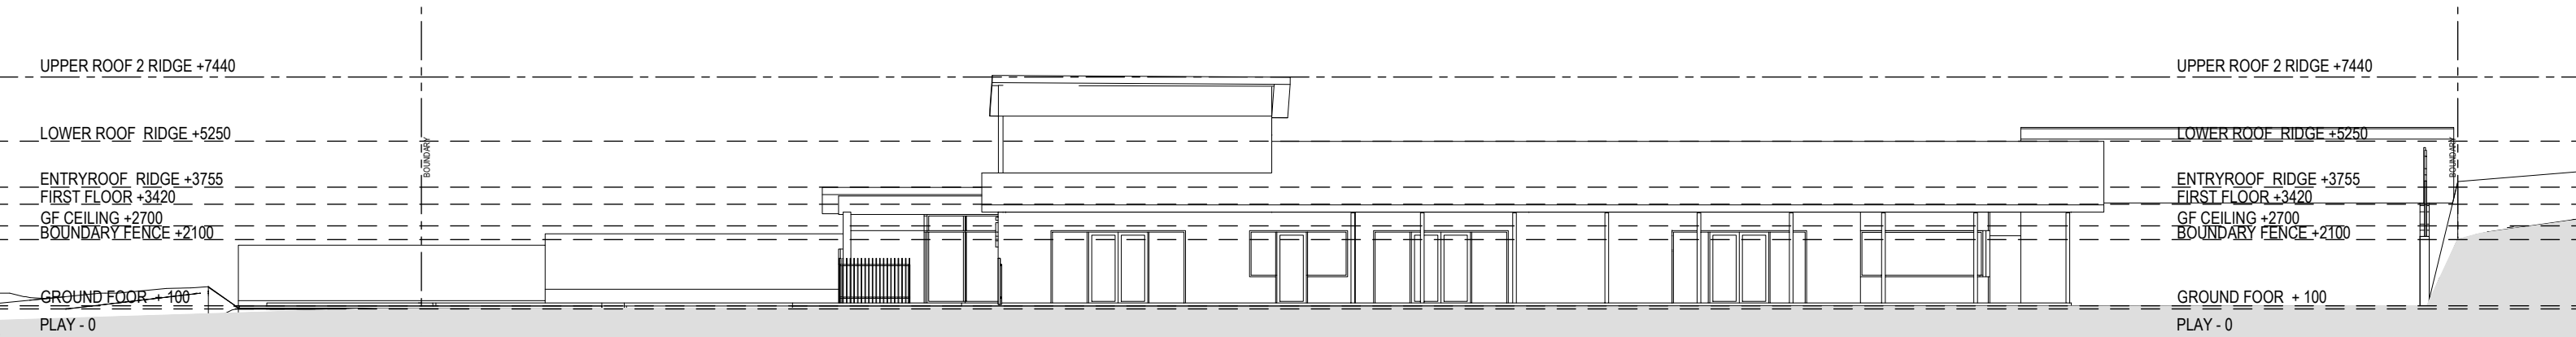 UPPER ROOF 2 RIDGE +7440
LOWER ROOF RIDGE +5250
BOUNDARY
ENTRYROOF RIDGE +3755
FIRST FLOOR +3420
GF CEILING +2700
BOUNDARY FENCE +2100
GROUND FOOR + 100
PLAY - 0
UPPER ROOF 2 RIDGE +7440
LOWER ROOF RIDGE +5250
BOUNDARY
ENTRYROOF RIDGE +3755
FIRST FLOOR +3420
GF CEILING +2700
BOUNDARY FENCE +2100
GROUND FOOR + 100
PLAY - 0